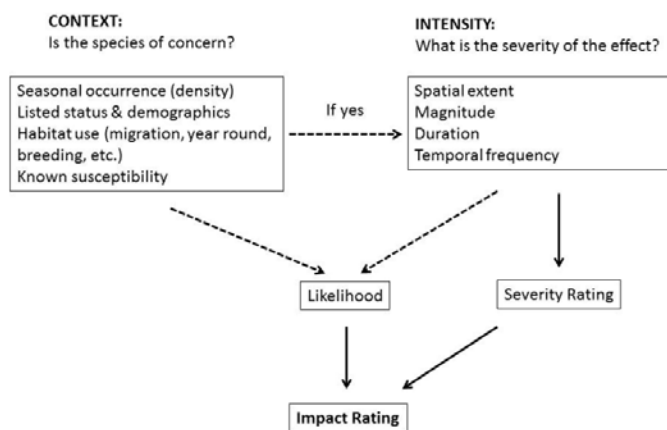 CONTEXT:
Is the species of concern?
Seasonal occurrence (density)
Listed status & demographics
Habitat use (migration, year round,
breeding, etc.)
Known susceptibility
If yes
INTENSITY:
What is the severity of the effect?
Spatial extent
Magnitude
Duration
Temporal frequency
Likelihood
Severity Rating
Impact Rating